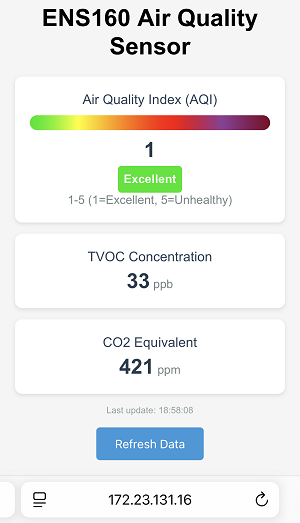 ENS160 Air Quality
Sensor
Air Quality Index (AQI)
1
Excellent
1-5 (1=Excellent, 5=Unhealthy)
TVOC Concentration
33 ppb
CO2 Equivalent
421 ppm
Last update: 18:58:08
Refresh Data
172.23.131.16